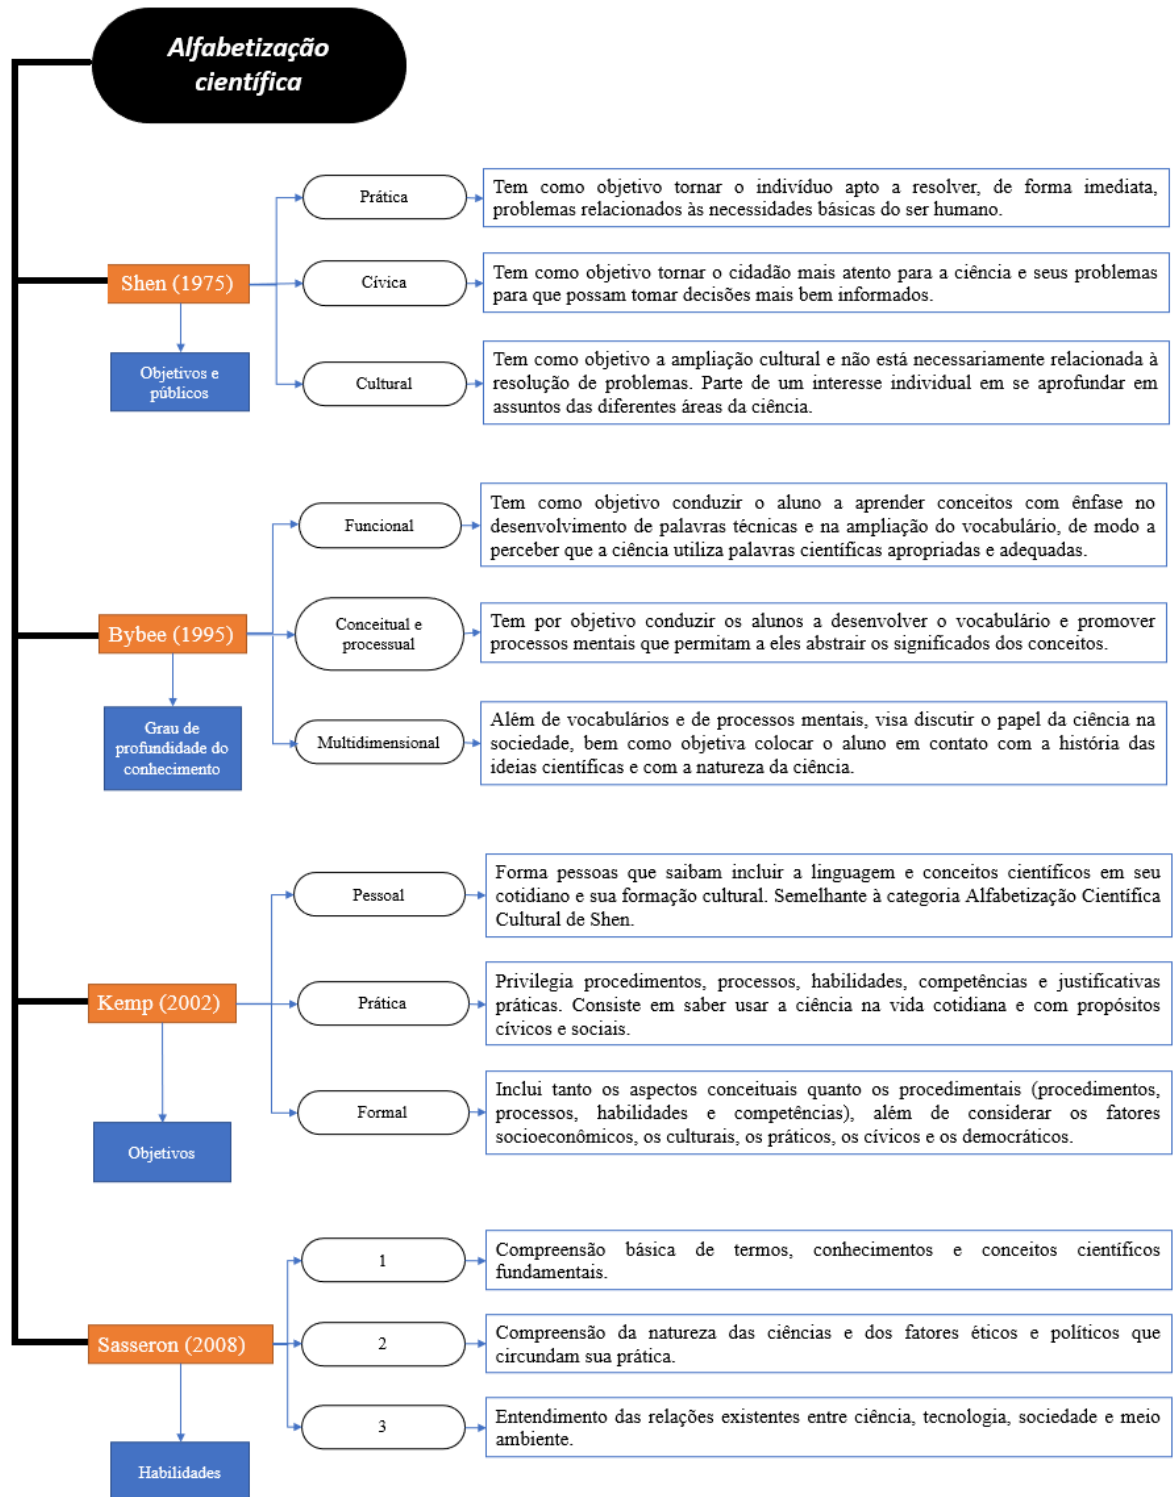 Alfabetização
científica
Shen (1975)
Objetivos e
públicos
Prática
Tem como objetivo tornar o indivíduo apto a resolver, de forma imediata,
problemas relacionados às necessidades básicas do ser humano.
Cívica
Tem como objetivo tornar o cidadão mais atento para a ciência e seus problemas
para que possam tomar decisões mais bem informados.
Cultural
Tem como objetivo a ampliação cultural e não está necessariamente relacionada à
resolução de problemas. Parte de um interesse individual em se aprofundar em
assuntos das diferentes áreas da ciência.
Bybee (1995)
Grau de
profundidade do
conhecimento
Funcional
Tem como objetivo conduzir o aluno a aprender conceitos com ênfase no
desenvolvimento de palavras técnicas e na ampliação do vocabulário, de modo a
perceber que a ciência utiliza palavras científicas apropriadas e adequadas.
Conceitual e
processual
Tem por objetivo conduzir os alunos a desenvolver o vocabulário e promover
processos mentais que permitam a eles abstrair os significados dos conceitos.
Multidimensional
Além de vocabulários e de processos mentais, visa discutir o papel da ciência na
sociedade, bem como objetiva colocar o aluno em contato com a história das
ideias científicas e com a natureza da ciência.
Kemp (2002)
Objetivos
Pessoal
Forma pessoas que saibam incluir a linguagem e conceitos científicos em seu
cotidiano e sua formação cultural. Semelhante à categoria Alfabetização Científica
Cultural de Shen.
Prática
Privilegia procedimentos, processos, habilidades, competências e justificativas
práticas. Consiste em saber usar a ciência na vida cotidiana e com propósitos
cívicos e sociais.
Formal
Inclui tanto os aspectos conceituais quanto os procedimentais (procedimentos,
processos, habilidades e competências), além de considerar os fatores
socioeconômicos, os culturais, os práticos, os cívicos e os democráticos.
Sasseron (2008)
Habilidades
1
Compreensão básica de termos, conhecimentos e conceitos científicos
fundamentais.
2
Compreensão da natureza das ciências e dos fatores éticos e políticos que
circundam sua prática.
3
Entendimento das relações existentes entre ciência, tecnologia, sociedade e meio
ambiente.